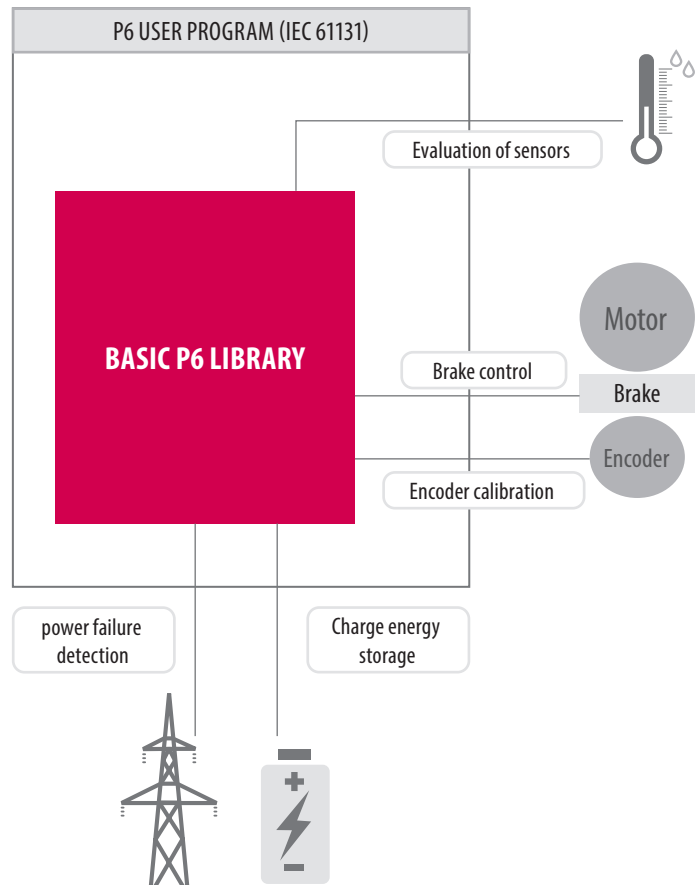 P6 USER PROGRAM (IEC 61131)
Evaluation of sensors
Motor
BASIC P6 LIBRARY
Brake control
Brake
Encoder
Encoder calibration
power failure
detection
Charge energy
storage